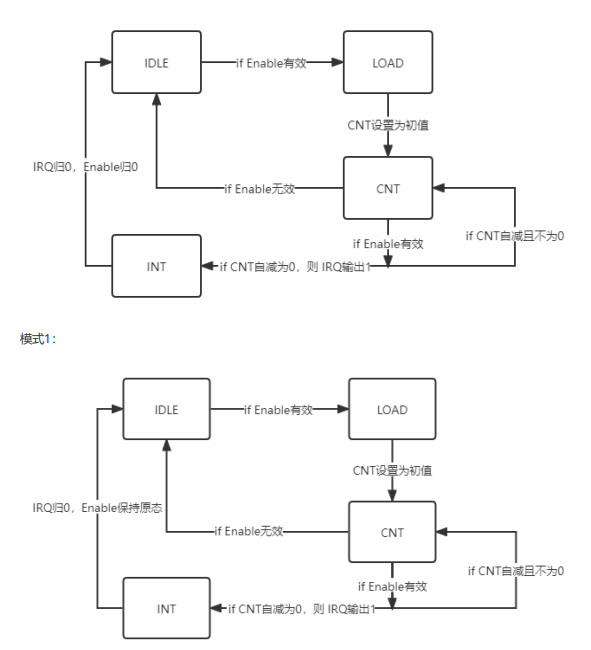 IDLE
if Enable有效
LOAD
CNT设置为初值
IRQ归0，Enable归0
if Enable无效
CNT
if Enable有效
if CNT自减且不为0
INT
if CNT自减为0，则 IRQ输出1
模式1：
IDLE
if Enable有效
LOAD
CNT设置为初值
IRQ归0，Enable保持原态
if Enable无效
CNT
if Enable有效
if CNT自减且不为0
INT
if CNT自减为0，则 IRQ输出1